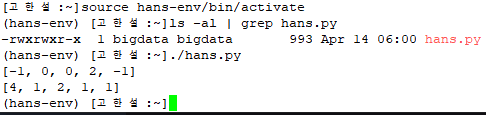 [고 한 설 :~]source hans-env/bin/activate
(hans-env) [고 한 설 :~]ls -al | grep hans.py
-rwxrwxr-x  1 bigdata bigdata      993 Apr 14 06:00 hans.py
(hans-env) [고 한 설 :~]./hans.py
[-1, 0, 0, 2, -1]
[4, 1, 2, 1, 1]
(hans-env) [고 한 설 :~]